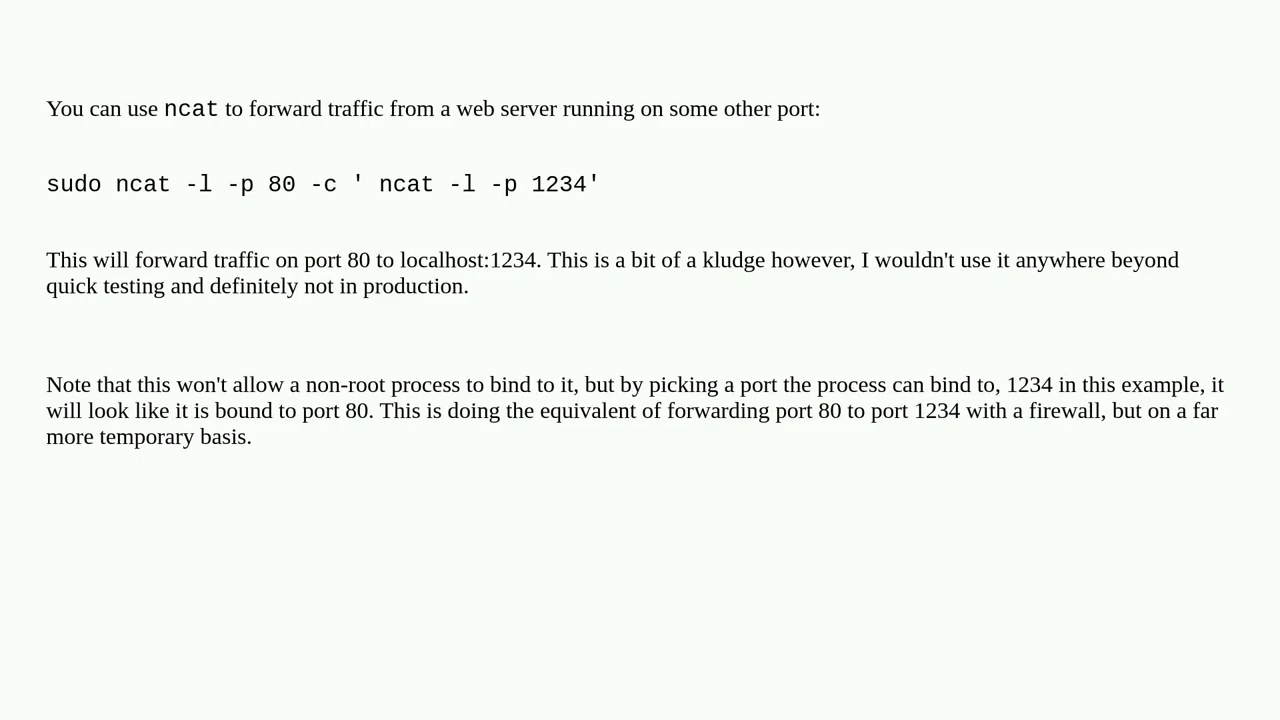 You can use ncat to forward traffic from a web server running on some other port:
sudo ncat -l -p 80 -c ' ncat -l -p 1234'
This will forward traffic on port 80 to localhost:1234. This is a bit of a kludge however, I wouldn't use it anywhere beyond
quick testing and definitely not in production.
Note that this won't allow a non-root process to bind to it, but by picking a port the process can bind to, 1234 in this example, it
will look like it is bound to port 80. This is doing the equivalent of forwarding port 80 to port 1234 with a firewall, but on a far
more temporary basis.